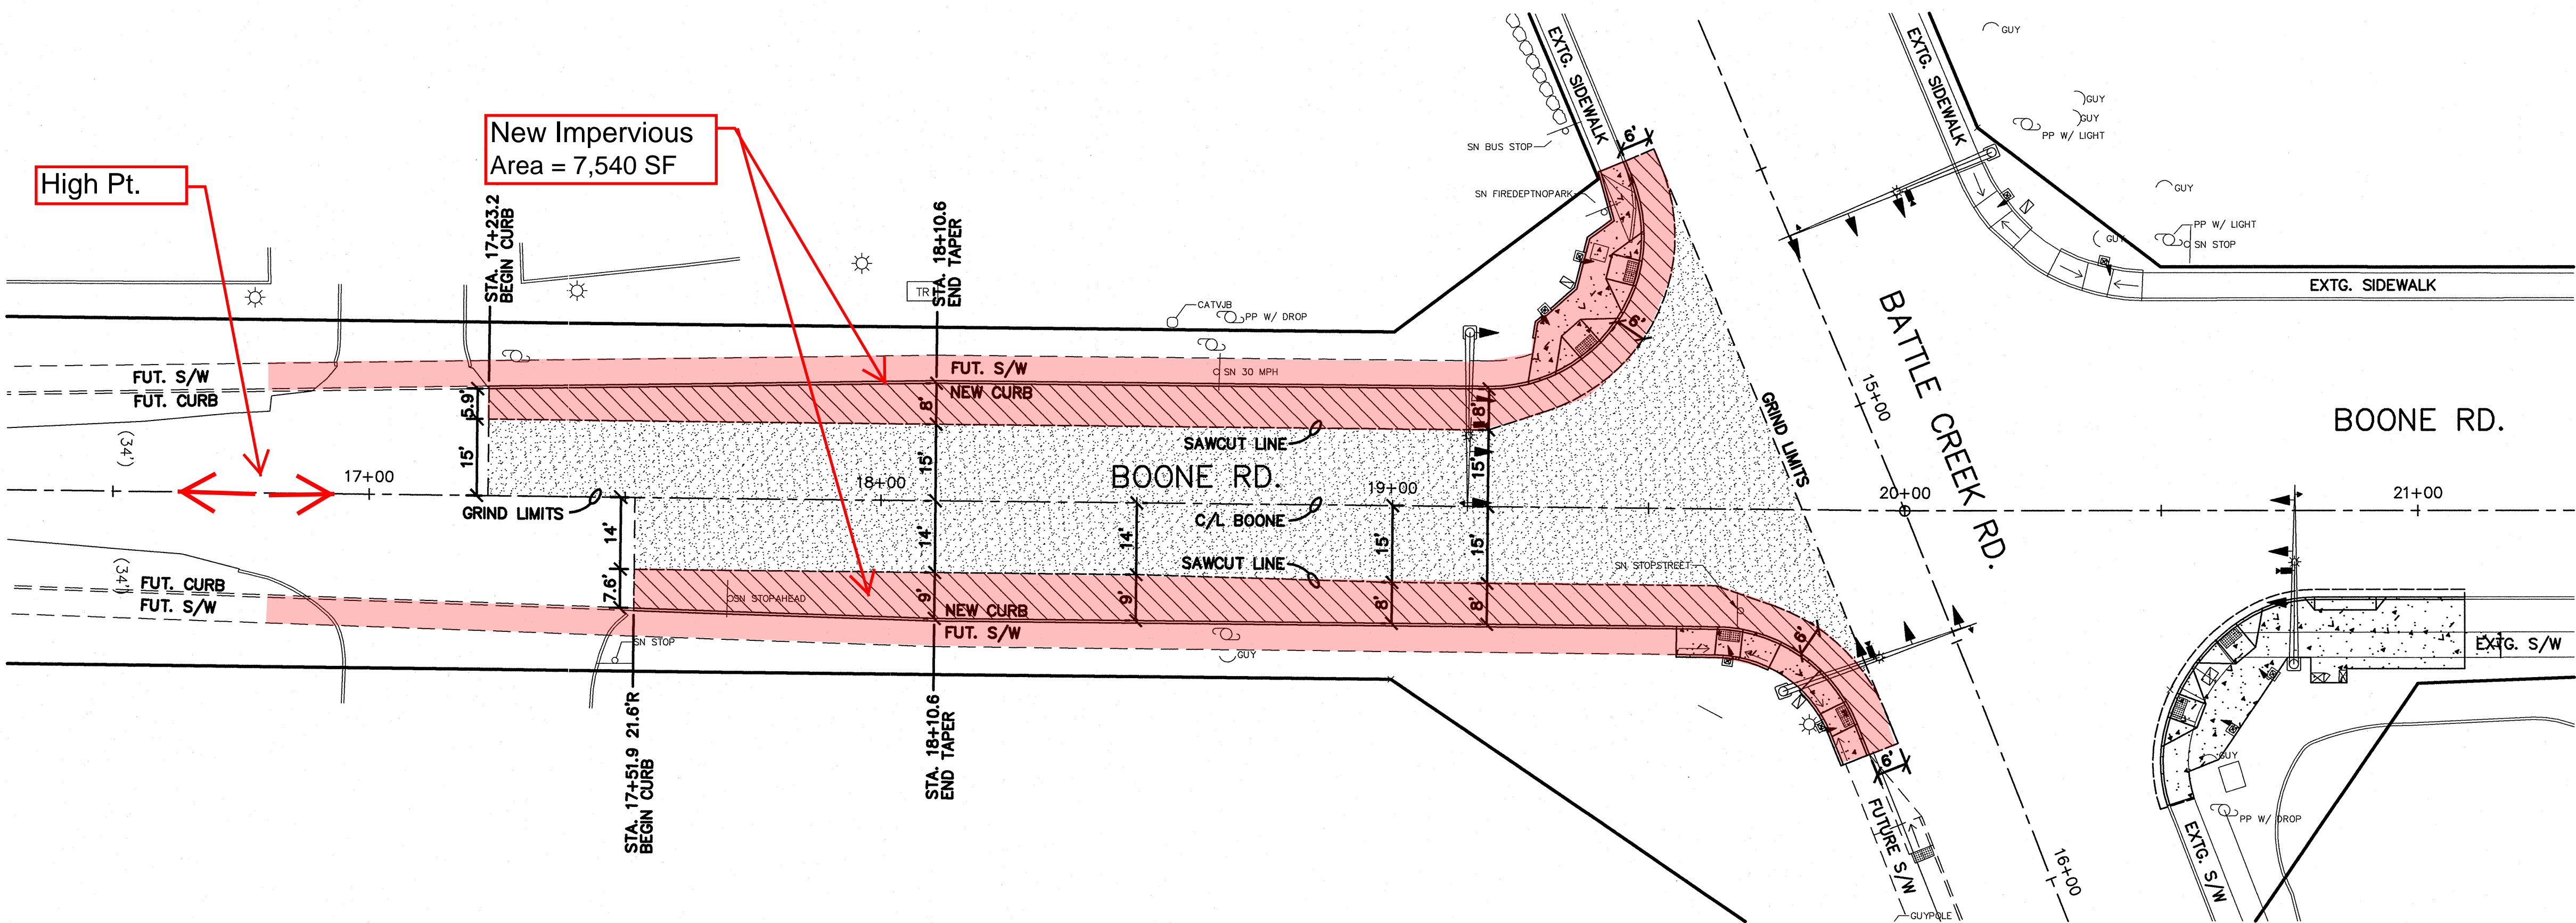 High Pt.
New Impervious
Area = 7,540 SF
STA. 17+23.2
BEGIN CURB
STA. 18+10.6
END TAPER
TR
CATVJB
PP W/ DROP
SN BUS STOP
SN FIREDEPTNOPARK
EXTG. SIDEWALK
6'
EXTG. SIDEWALK
GUY
GUY
GUY
PP W/ LIGHT
GUY
PP W/ LIGHT
SN STOP
GUY
EXTG. SIDEWALK
FUT. S/W
FUT. CURB
FUT. S/W
NEW CURB
SN 30 MPH
5.9'
8'
8'
6'
(34')
15'
15'
15'
SAWCUT LINE
17+00
18+00
BOONE RD.
19+00
GRIND LIMITS
C/L BOONE
GRIND LIMITS
15+00
BATTLE CREEK RD.
BOONE RD.
20+00
21+00
14'
14'
14'
15'
15'
SAWCUT LINE
SN STOPSTREET
(34')
FUT. CURB
FUT. S/W
7.6'
SN STOPAHEAD
9'
9'
8'
8'
NEW CURB
FUT. S/W
SN STOP
GUY
6'
6'
EXTG. S/W
STA. 17+51.9 21.6'R
BEGIN CURB
STA. 18+10.6
END TAPER
FUTURE S/W
GUYPOLE
16+00
GUY
PP W/ DROP
EXTG. S/W